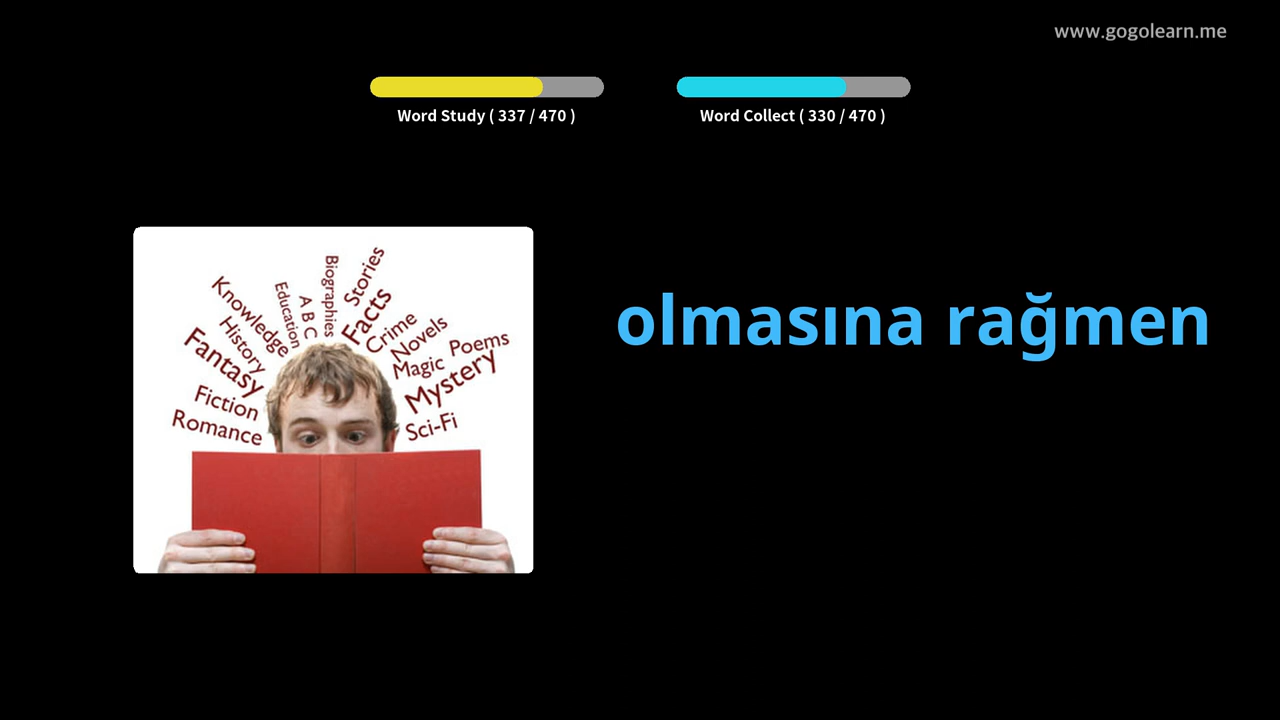 www.gogolearn.me
Word Study ( 337 / 470 )
Word Collect ( 330 / 470 )
olmasına rağmen
Biographies
Stories
Education
A B C
Facts
Knowledge
History
Crime
Novels
Poems
Fantasy
Magic
Mystery
Fiction
Romance
Sci-Fi